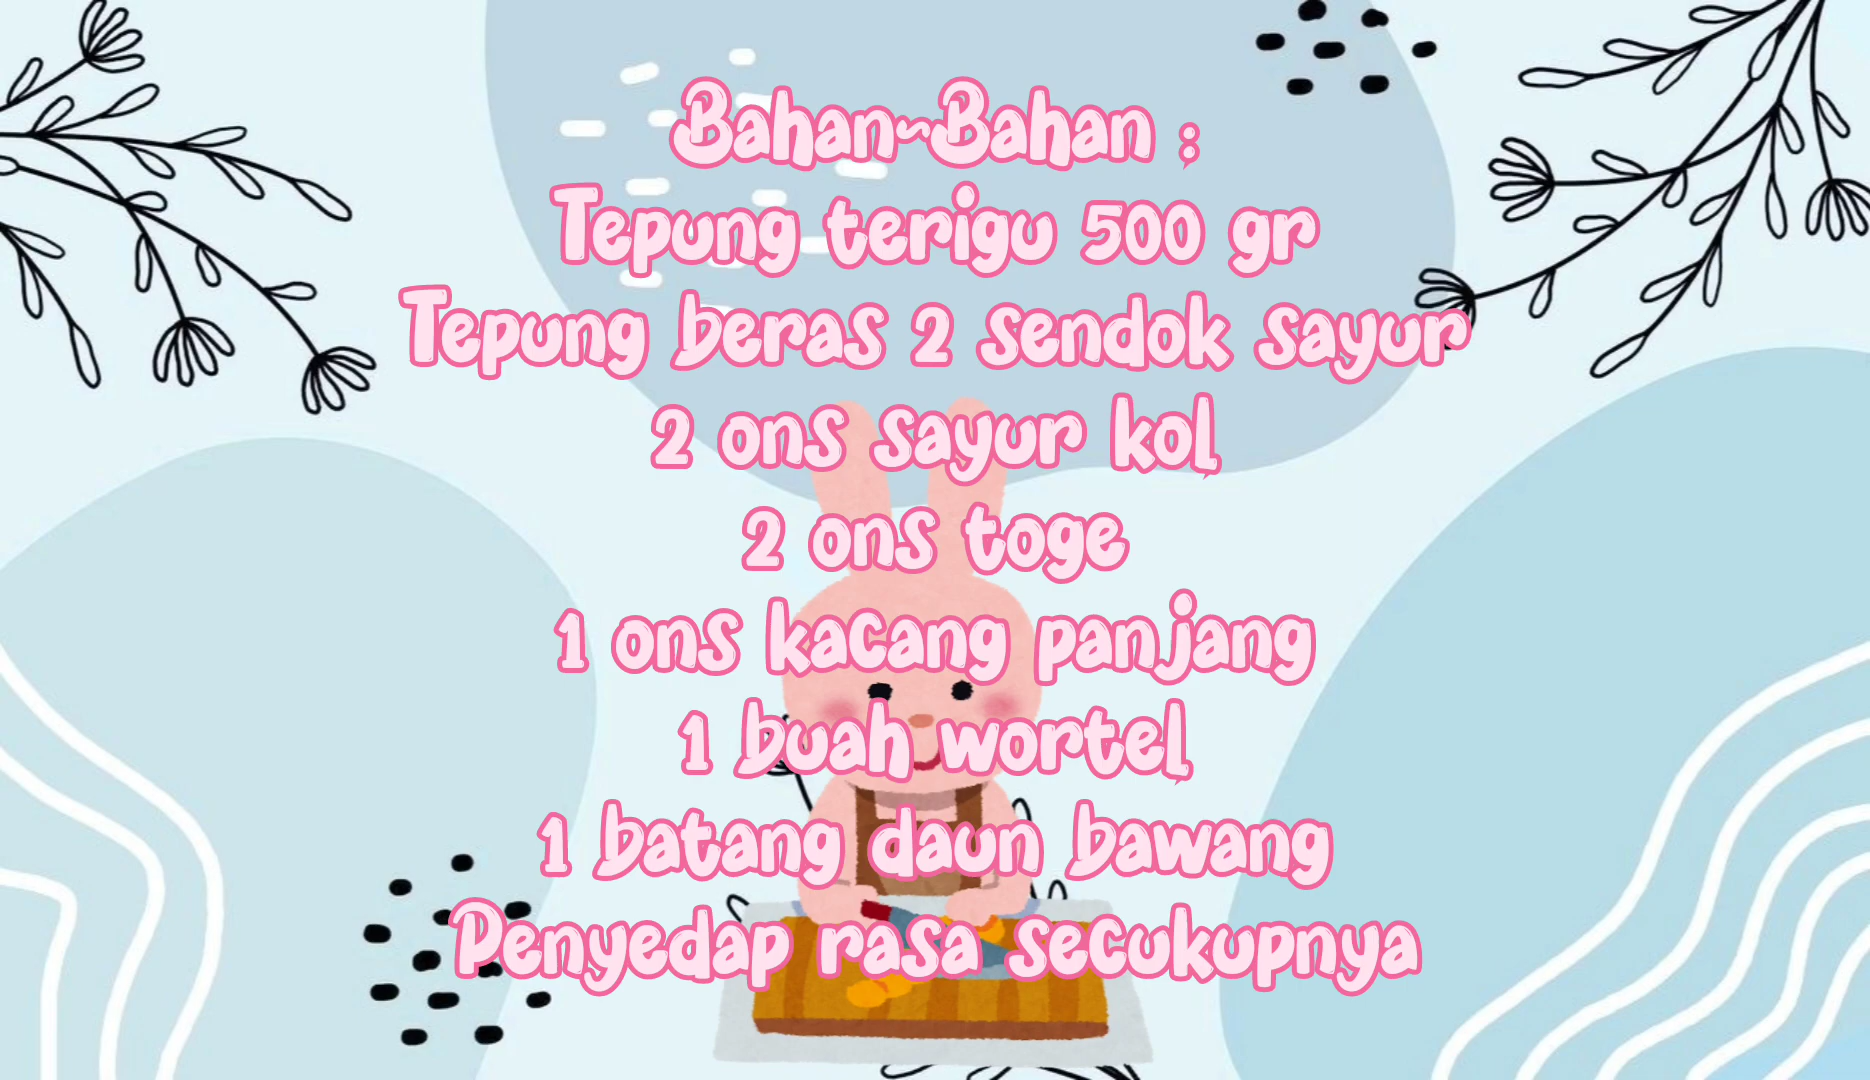 Bahan~Bahan :
Tepung terigu 500 gr
Tepung beras 2 sendok sayur
2 ons sayur kol
2 ons toge
1 ons kacang panjang
1 buah wortel
1 batang daun bawang
Penyedap rasa secukupnya